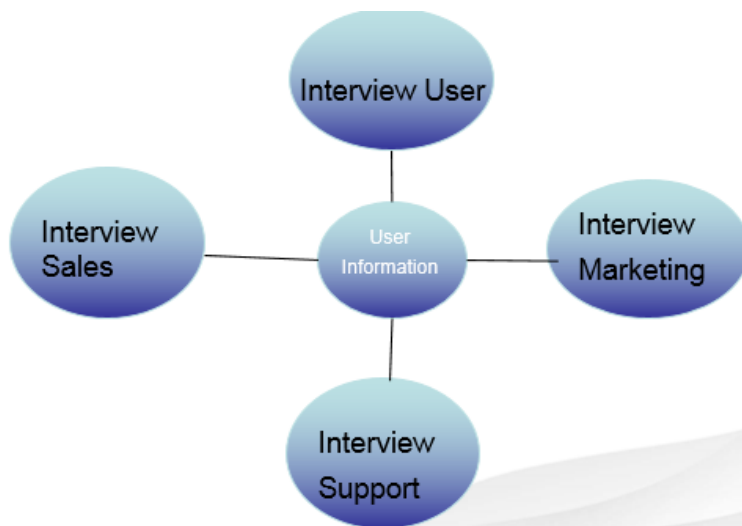 Interview User
Interview
Sales
User
Information
Interview
Marketing
Interview
Support